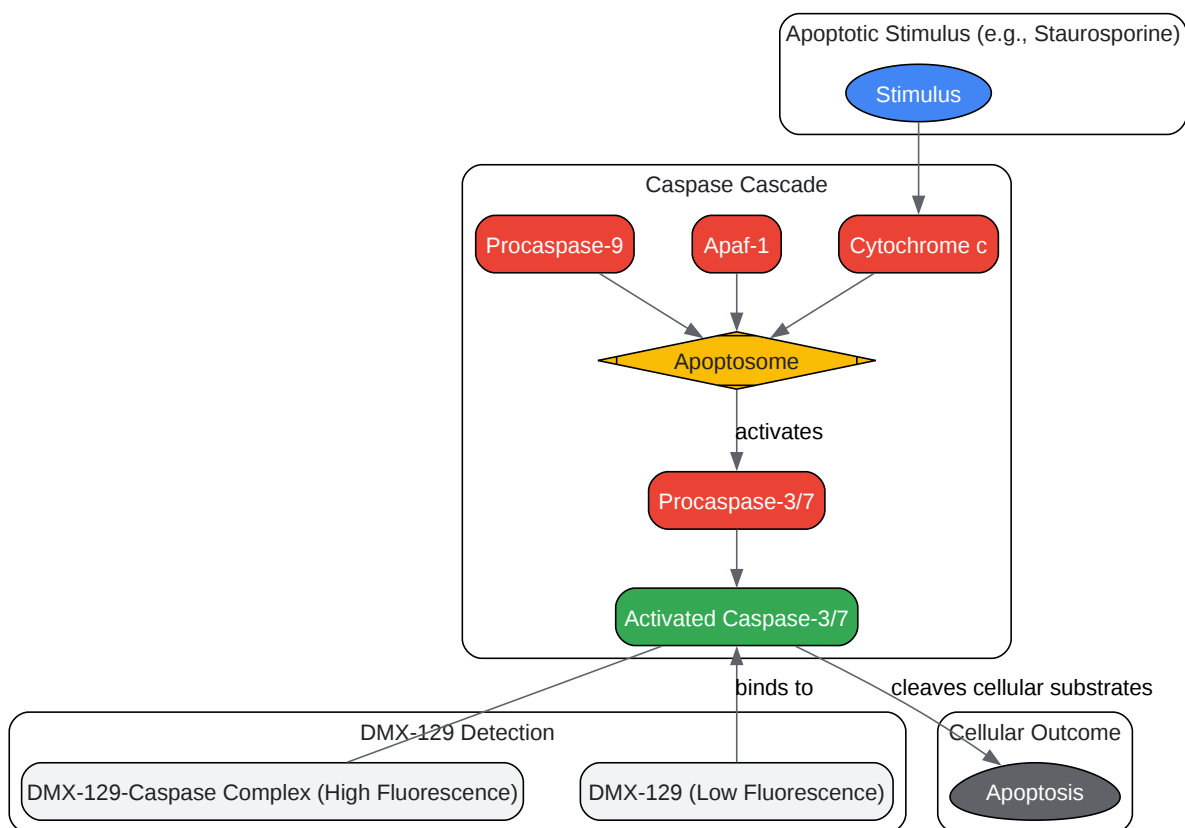 Apoptotic Stimulus (e.g., Staurosporine)
Stimulus
Caspase Cascade
Procaspase-9
Apaf-1
Cytochrome c
Apoptosome
activates
Procaspase-3/7
Activated Caspase-3/7
binds to
cleaves cellular substrates
DMX-129 Detection
Cellular Outcome
DMX-129-Caspase Complex (High Fluorescence)
DMX-129 (Low Fluorescence)
Apoptosis